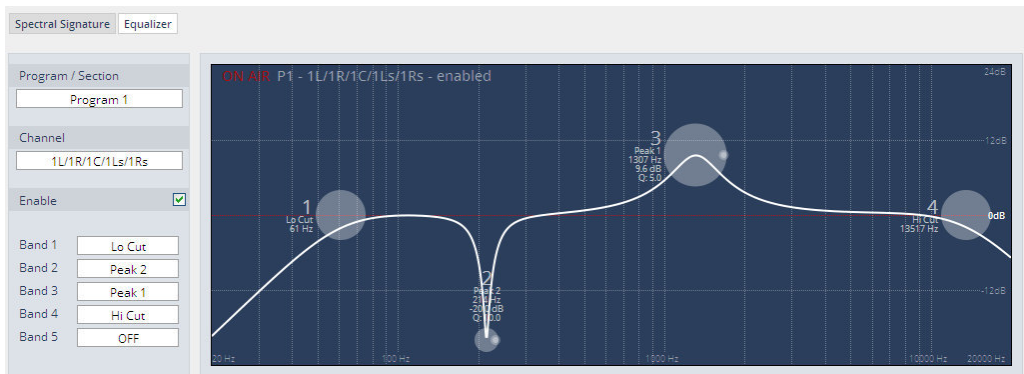 Spectral Signature
Equalizer
Program / Section
Program 1
Channel
1L/1R/1C/1Ls/1Rs
Enable
Band 1 Lo Cut
Band 2 Peak 2
Band 3 Peak 1
Band 4 Hi Cut
Band 5 OFF
ON AIR P1 - 1L/1R/1C/1Ls/1Rs - enabled
24dB
-12dB
0dB
-12dB
1
Lo Cut
61 Hz
2
Peak 2
Hz
dB
Q:
3
Peak 1
1307 Hz
9.6 dB
Q: 5.0
4
Hi Cut
13517 Hz
20 Hz
100 Hz
1000 Hz
10000 Hz
20000 Hz